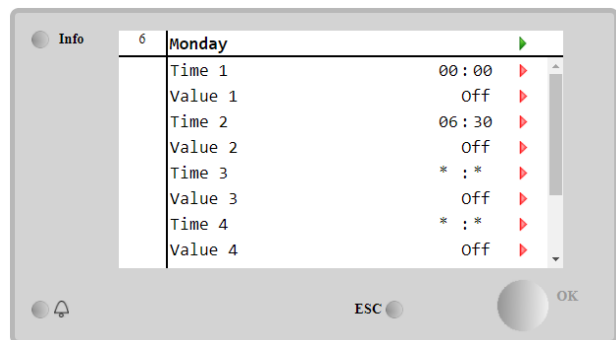 Info
6 Monday
Time 1 00:00
Value 1 Off
Time 2 06:30
Value 2 Off
Time 3 * :*
Value 3 Off
Time 4 * :*
Value 4 Off
ESC
OK